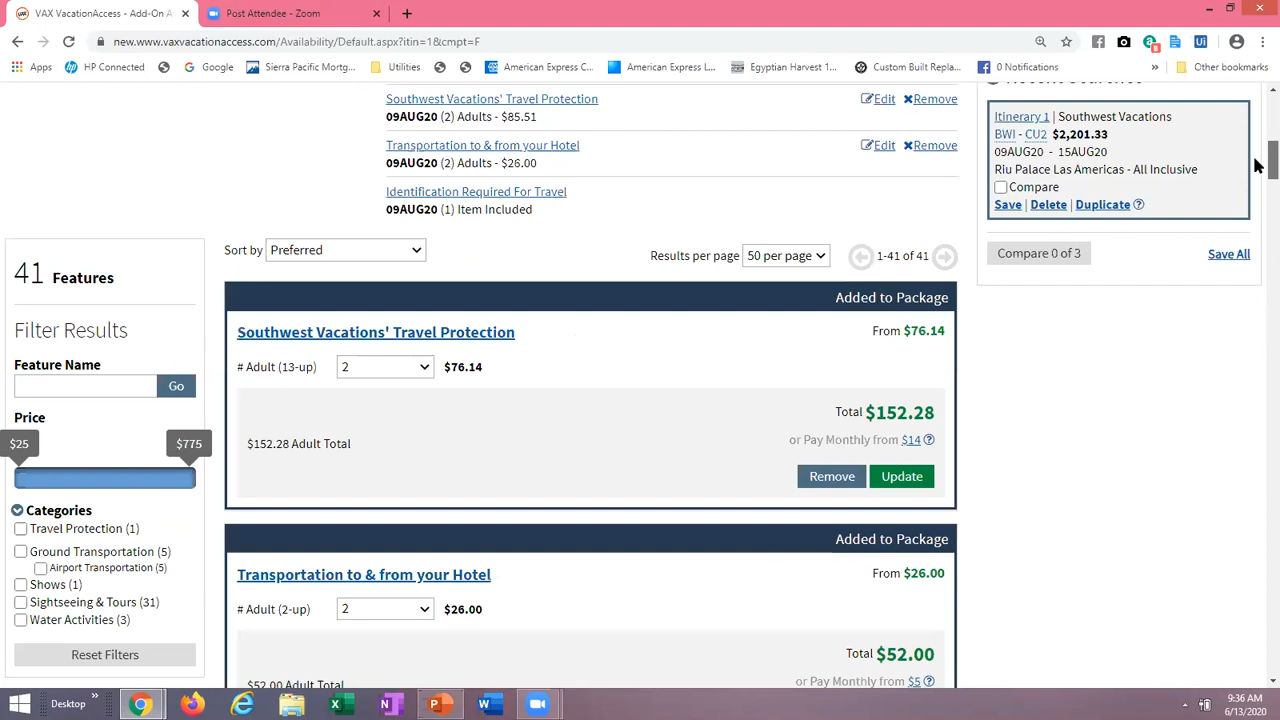 VAX VacationAccess - Add-On A
Post Attendee - Zoom
new.www.vaxvacationaccess.com/Availability/Default.aspx?itin=1&cmpt=F
Apps
HP Connected
Google
Sierra Pacific Mortg...
Utilities
American Express C...
American Express L...
Egyptian Harvest 1...
Custom Built Repla...
0 Notifications
Other bookmarks
Southwest Vacations' Travel Protection
Edit Remove
09AUG20 (2) Adults - $85.51
Transportation to & from your Hotel
Edit Remove
09AUG20 (2) Adults - $26.00
Identification Required For Travel
09AUG20 (1) Item Included
Recent Searches
Itinerary 1 | Southwest Vacations
BWI - CU2 $2,201.33
09AUG20 - 15AUG20
Riu Palace Las Americas - All Inclusive
Compare
Save | Delete | Duplicate ?
Compare 0 of 3
Save All
41 Features
Filter Results
Feature Name
Go
Price
$25
$775
Categories
Travel Protection (1)
Ground Transportation (5)
Airport Transportation (5)
Shows (1)
Sightseeing & Tours (31)
Water Activities (3)
Reset Filters
Sort by Preferred
Results per page 50 per page 1-41 of 41
Added to Package
Southwest Vacations' Travel Protection
From $76.14
# Adult (13-up) 2 $76.14
Total $152.28
$152.28 Adult Total
or Pay Monthly from $14 ?
Remove Update
Added to Package
Transportation to & from your Hotel
From $26.00
# Adult (2-up) 2 $26.00
Total $52.00
$52.00 Adult Total
or Pay Monthly from $5 ?
Desktop
9:36 AM
6/13/2020